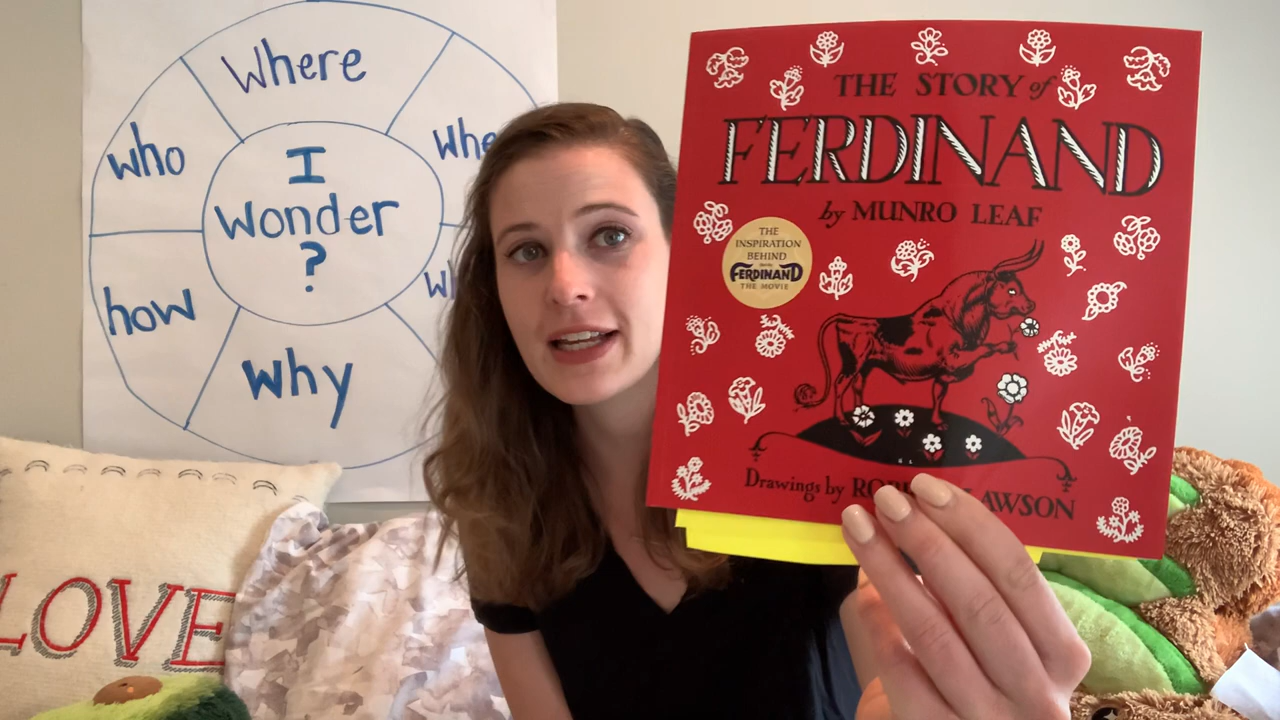 Where
who
I
Wonder
?
how
Why
THE STORY of
FERDINAND
by MUNRO LEAF
THE
INSPIRATION
BEHIND
FERDINAND
THE MOVIE
Drawings by
LOVE